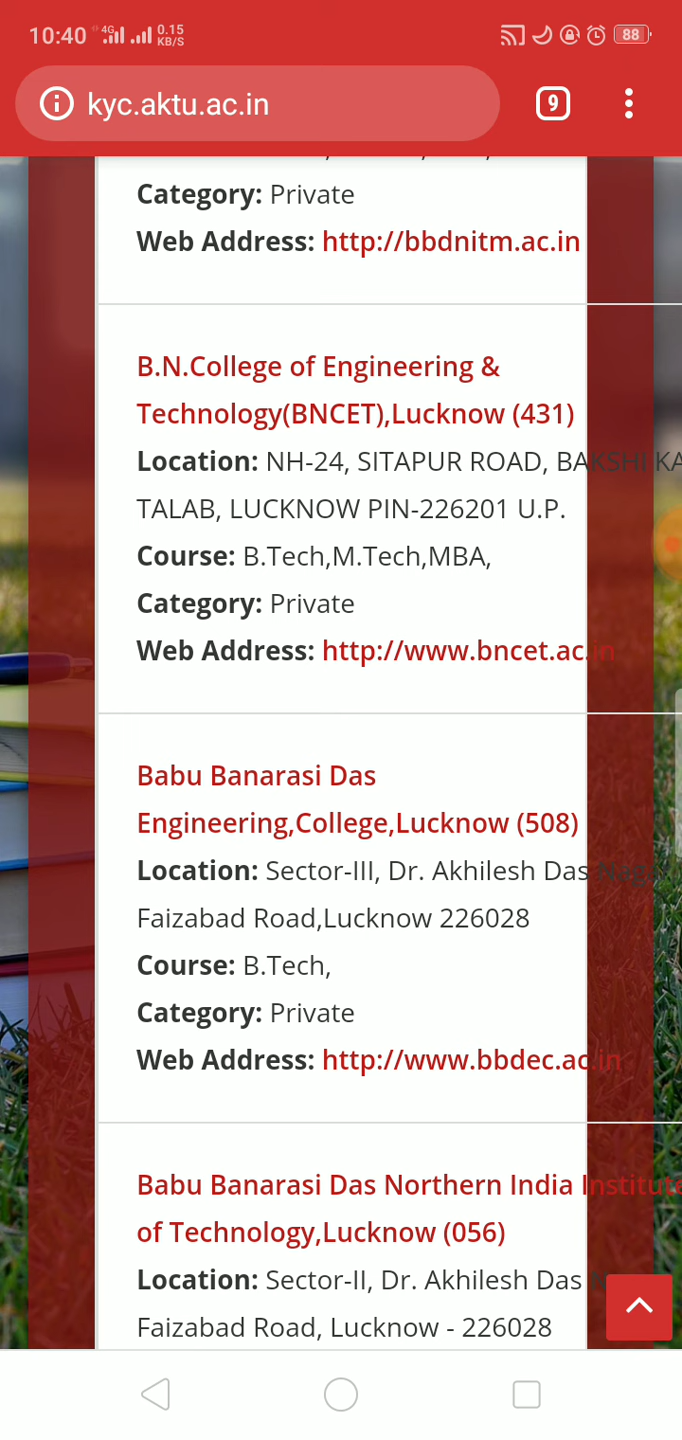 10:40 4G 0.15 KB/S 88
kyc.aktu.ac.in 9
Category: Private
Web Address: http://bbdnitm.ac.in
B.N.College of Engineering &
Technology(BNCET),Lucknow (431)
Location: NH-24, SITAPUR ROAD, BAKSHI KA
TALAB, LUCKNOW PIN-226201 U.P.
Course: B.Tech,M.Tech,MBA,
Category: Private
Web Address: http://www.bncet.ac.in
Babu Banarasi Das
Engineering,College,Lucknow (508)
Location: Sector-III, Dr. Akhilesh Das
Faizabad Road,Lucknow 226028
Course: B.Tech,
Category: Private
Web Address: http://www.bbdec.ac.in
Babu Banarasi Das Northern India Institute
of Technology,Lucknow (056)
Location: Sector-II, Dr. Akhilesh Das
Faizabad Road, Lucknow - 226028